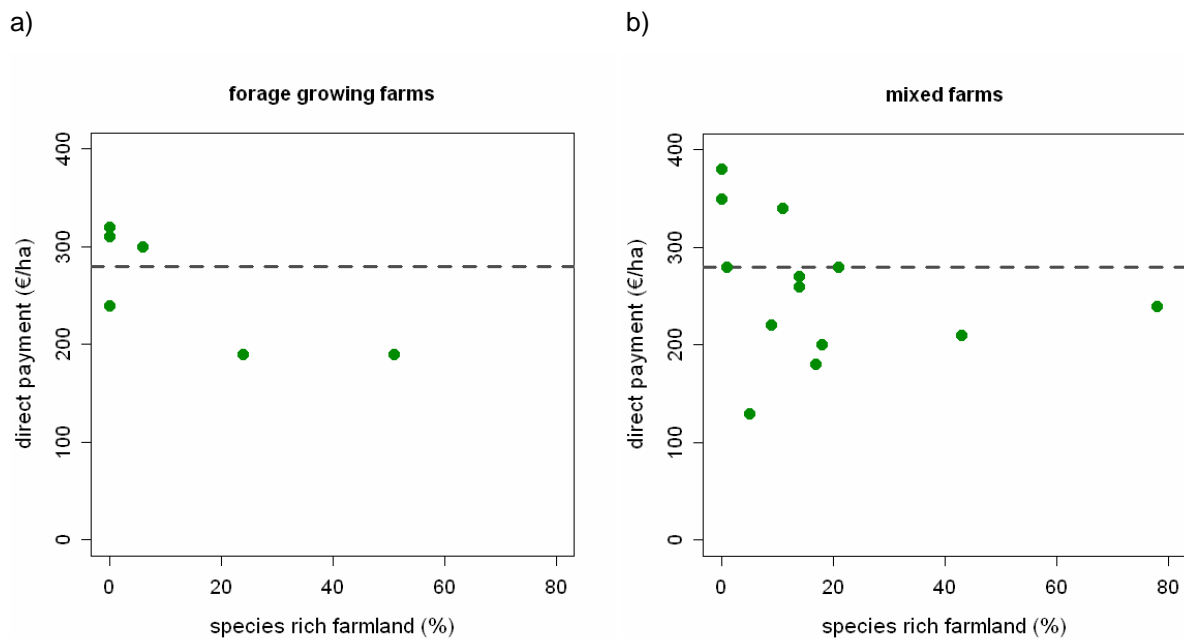 a)
forage growing farms
direct payment (€/ha)
400
300
200
100
0
0 20 40 60 80
species rich farmland (%)
b)
mixed farms
direct payment (€/ha)
400
300
200
100
0
0 20 40 60 80
species rich farmland (%)